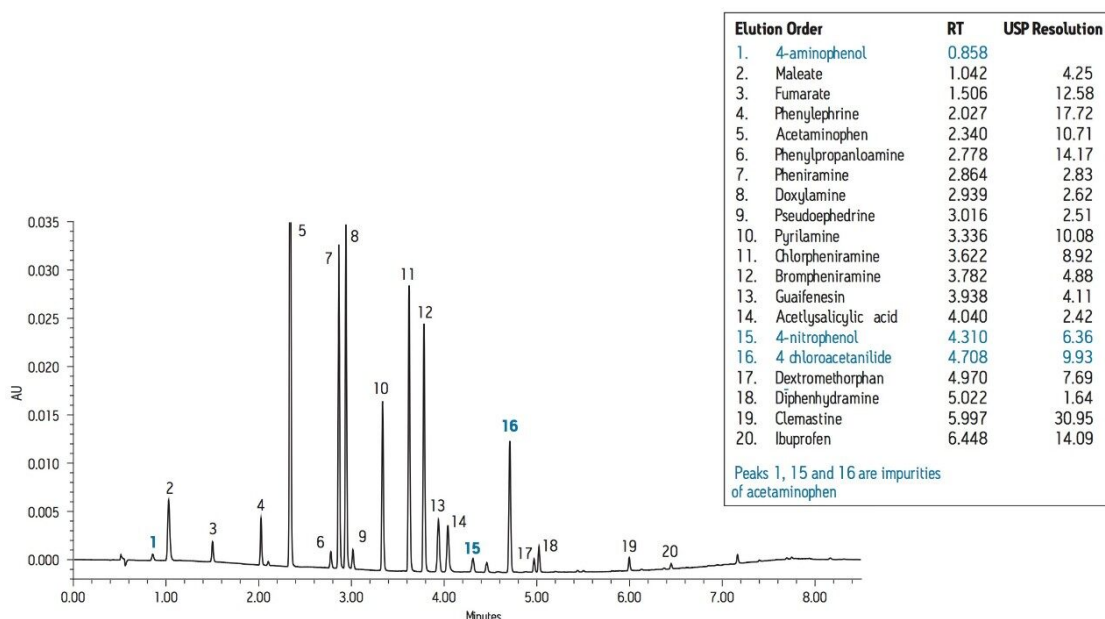 Elution Order RT USP Resolution
1. 4-aminophenol 0.858
2. Maleate 1.042 4.25
3. Fumarate 1.506 12.58
4. Phenylephrine 2.027 17.72
5. Acetaminophen 2.340 10.71
6. Phenylpropanloamine 2.778 14.17
7. Pheniramine 2.864 2.83
8. Doxylamine 2.939 2.62
9. Pseudoephedrine 3.016 2.51
10. Pyrilamine 3.336 10.08
11. Chlorpheniramine 3.622 8.92
12. Brompheniramine 3.782 4.88
13. Guaifenesin 3.938 4.11
14. Acetlysalicylic acid 4.040 2.42
15. 4-nitrophenol 4.310 6.36
16. 4 chloroacetanilide 4.708 9.93
17. Dextromethorphan 4.970 7.69
18. Diphenhydramine 5.022 1.64
19. Clemastine 5.997 30.95
20. Ibuprofen 6.448 14.09
Peaks 1, 15 and 16 are impurities
of acetaminophen
0.035
0.030
0.025
0.020
0.015
0.010
0.005
0.000
AU
1
2
3
4
5
6
7
8
9
10
11
12
13
14
15
16
17
18
19
20
0.00 1.00 2.00 3.00 4.00 5.00 6.00 7.00 8.00
Minutes